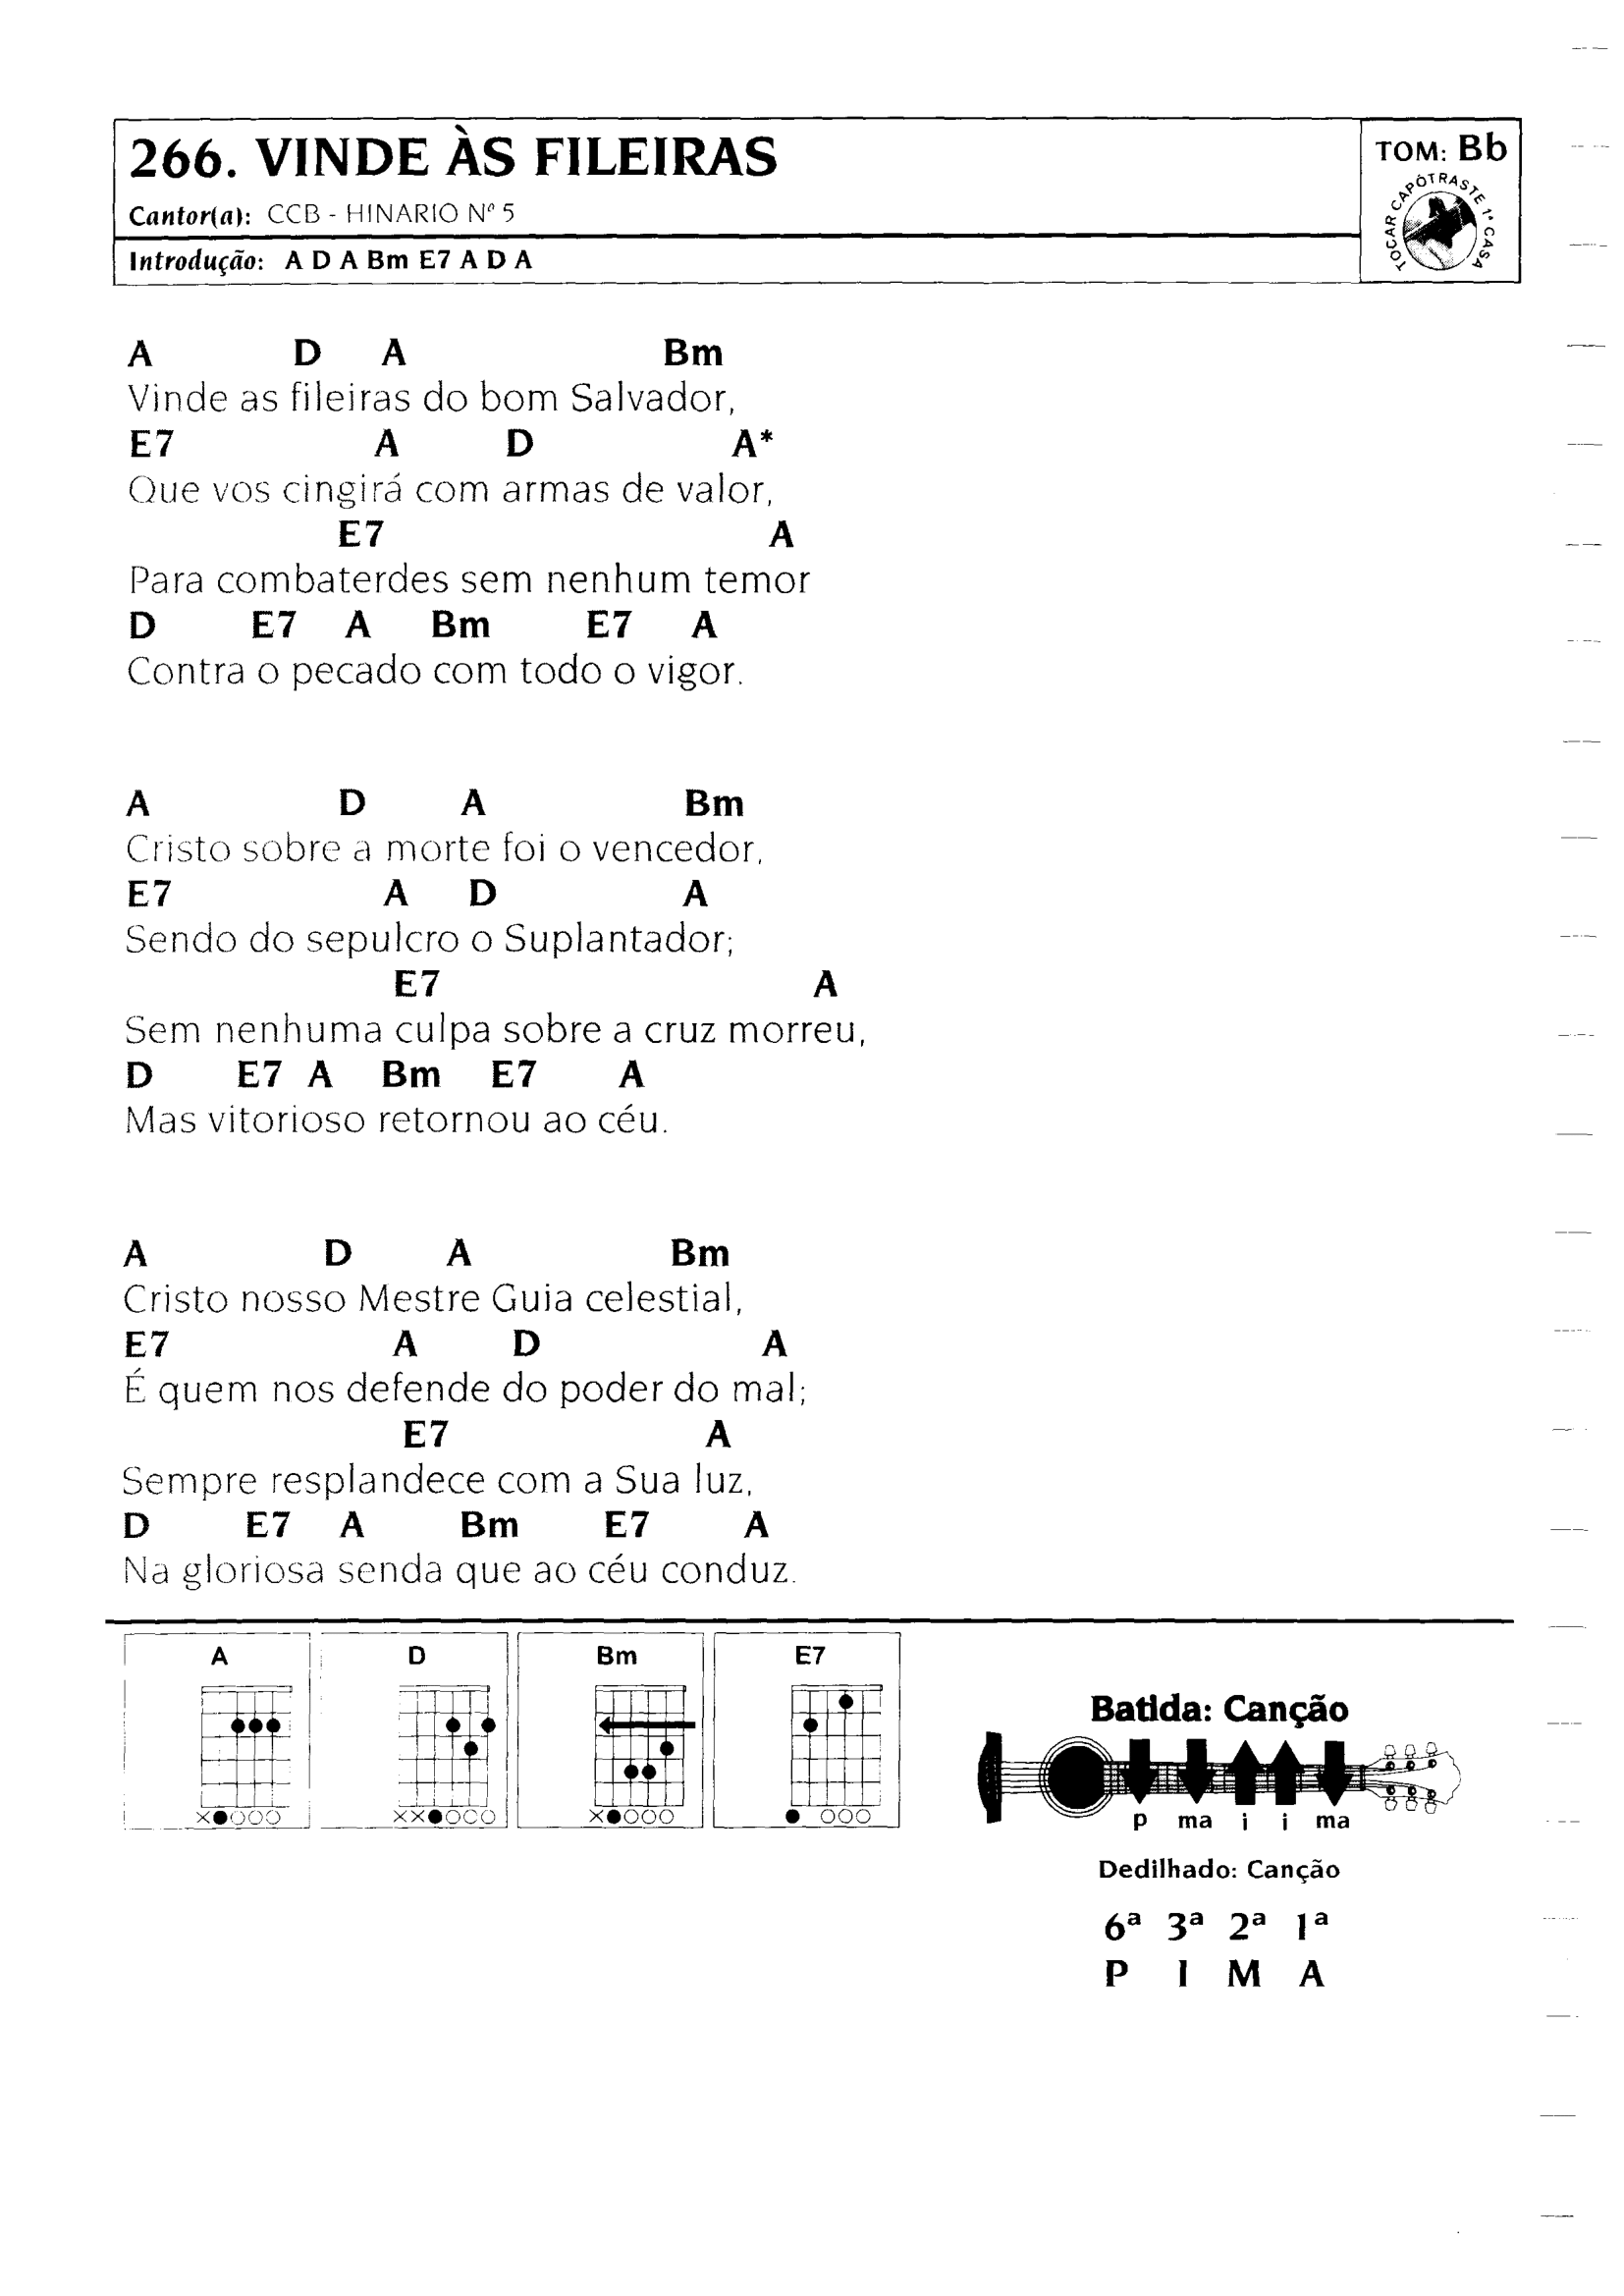 266. VINDE ÀS FILEIRAS
TOM: Bb
Cantor(a): CCB - HINARIO Nº 5
TOCAR CAPÓTRASTE 1ª CASA
Introdução: A D A Bm E7 A D A
A D A Bm
Vinde as fileiras do bom Salvador,
E7 A D A*
Que vos cingirá com armas de valor,
E7 A
Para combaterdes sem nenhum temor
D E7 A Bm E7 A
Contra o pecado com todo o vigor.
A D A Bm
Cristo sobre a morte foi o vencedor,
E7 A D A
Sendo do sepulcro o Suplantador;
E7 A
Sem nenhuma culpa sobre a cruz morreu,
D E7 A Bm E7 A
Mas vitorioso retornou ao céu.
A D A Bm
Cristo nosso Mestre Guia celestial,
E7 A D A
É quem nos defende do poder do mal;
E7 A
Sempre resplandece com a Sua luz,
D E7 A Bm E7 A
Na gloriosa senda que ao céu conduz.
A D Bm E7
Batida: Canção
p ma i i ma
Dedilhado: Canção
6ª 3ª 2ª 1ª
P I M A